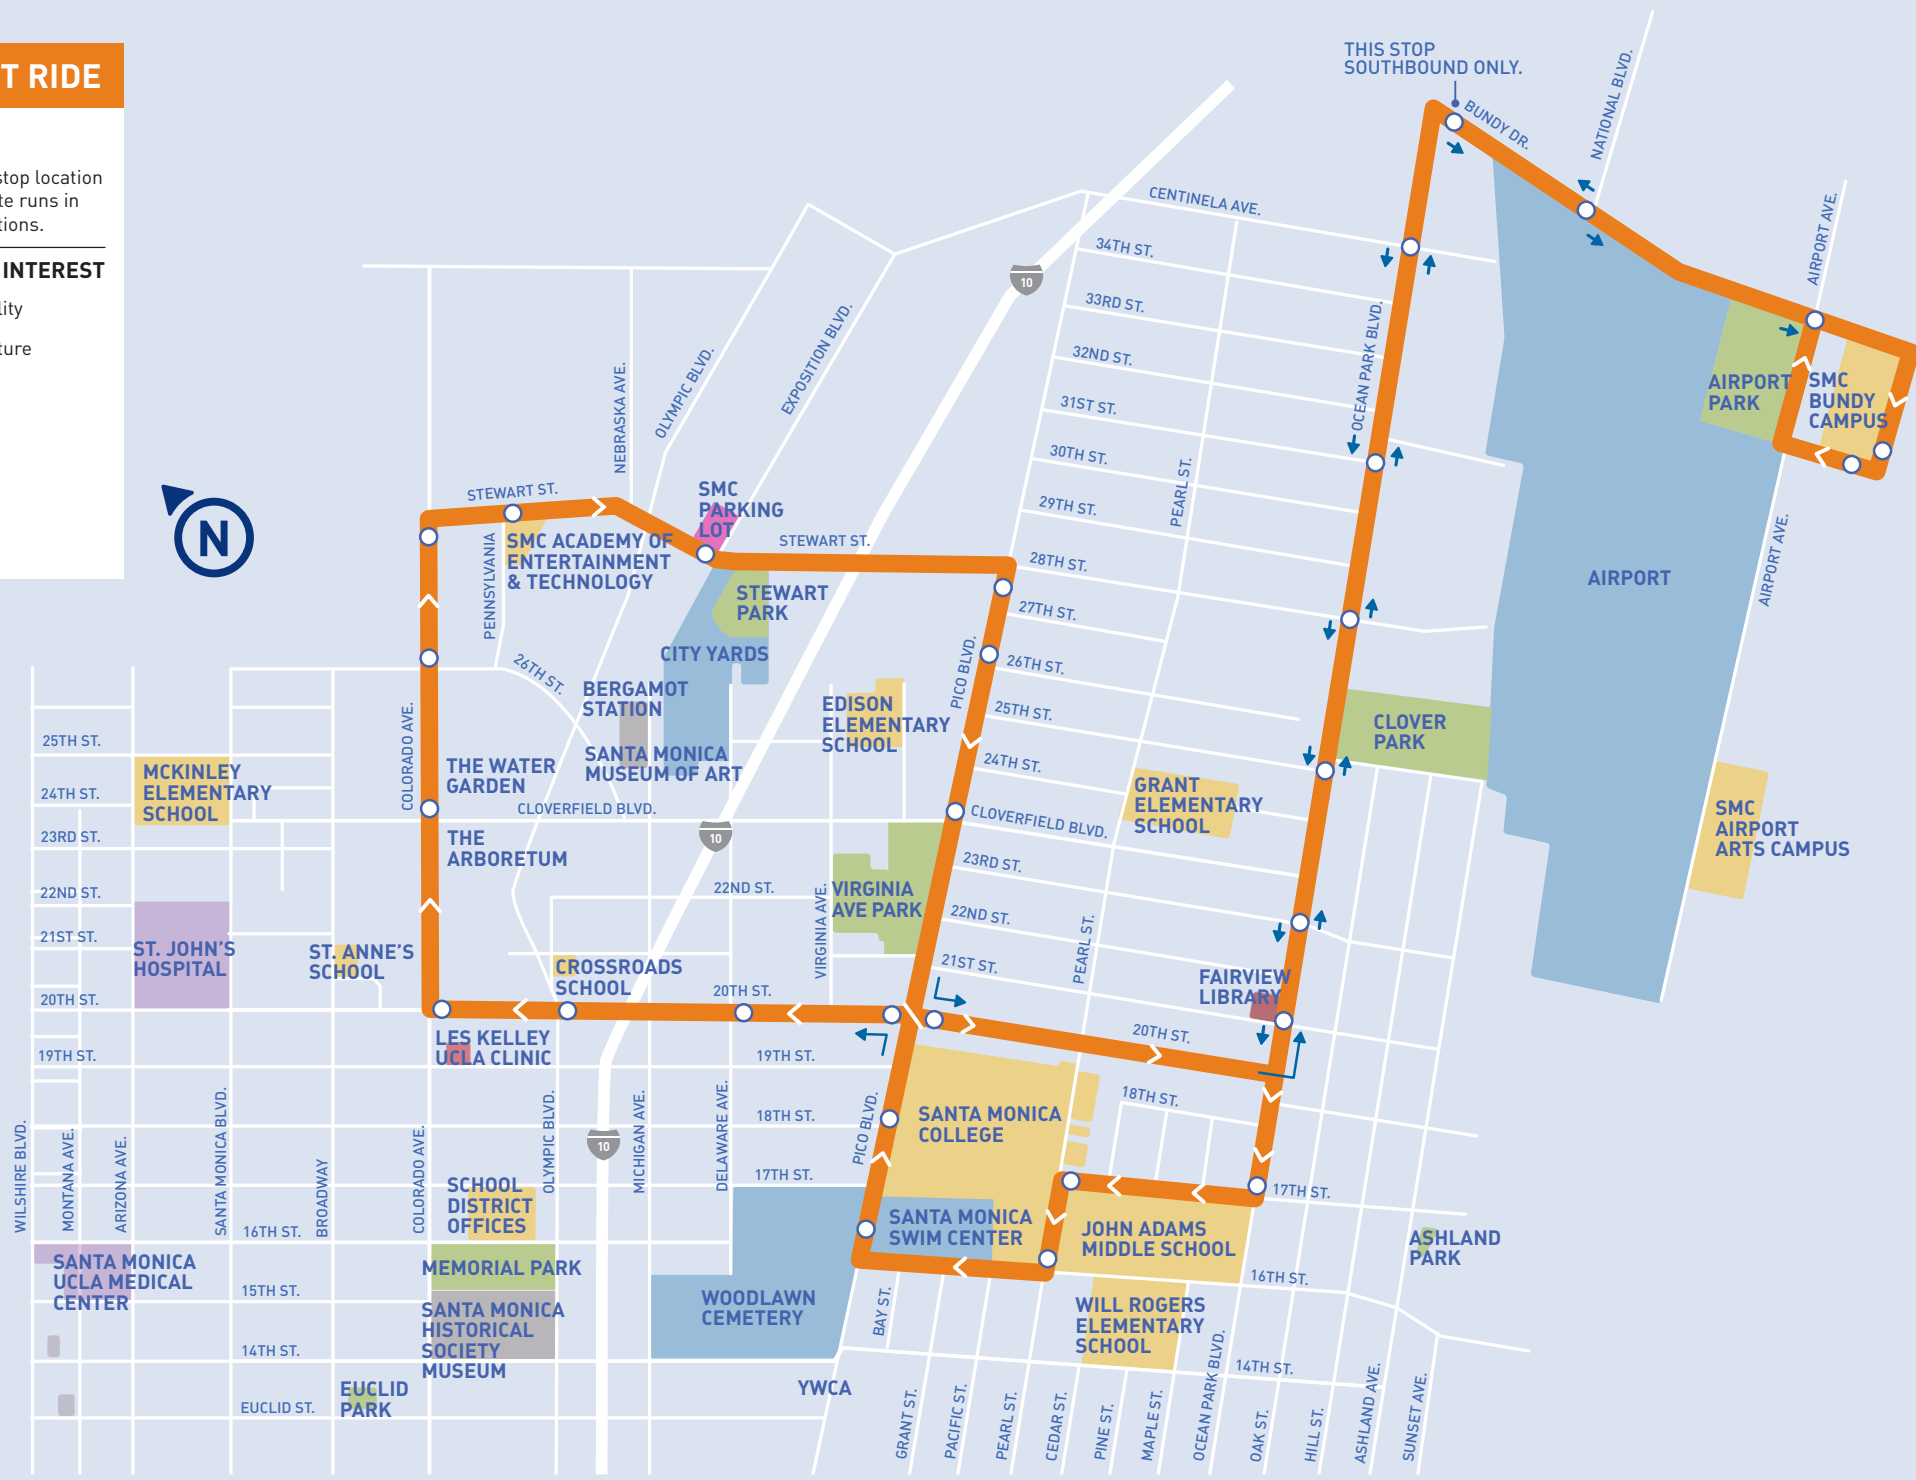 T RIDE
stop location
te runs in
tions.
INTEREST
lity
ture
N
THIS STOP
SOUTHBOUND ONLY.
BUNDY DR.
NATIONAL BLVD.
AIRPORT AVE.
CENTINELA AVE.
34TH ST.
33RD ST.
32ND ST.
31ST ST.
30TH ST.
29TH ST.
28TH ST.
27TH ST.
26TH ST.
25TH ST.
24TH ST.
CLOVERFIELD BLVD.
23RD ST.
22ND ST.
21ST ST.
20TH ST.
18TH ST.
17TH ST.
16TH ST.
14TH ST.
10
OCEAN PARK BLVD.
PEARL ST.
EXPOSITION BLVD.
OLYMPIC BLVD.
NEBRASKA AVE.
STEWART ST.
PENNSYLVANIA
SMC
PARKING
LOT
STEWART ST.
SMC ACADEMY OF
ENTERTAINMENT
& TECHNOLOGY
STEWART
PARK
CITY YARDS
26TH ST.
BERGAMOT
STATION
SANTA MONICA
MUSEUM OF ART
EDISON
ELEMENTARY
SCHOOL
PICO BLVD.
AIRPORT
PARK
SMC
BUNDY
CAMPUS
AIRPORT
AIRPORT AVE.
CLOVER
PARK
GRANT
ELEMENTARY
SCHOOL
SMC
AIRPORT
ARTS CAMPUS
COLORADO AVE.
THE WATER
GARDEN
CLOVERFIELD BLVD.
THE
ARBORETUM
10
25TH ST.
24TH ST.
23RD ST.
22ND ST.
21ST ST.
20TH ST.
19TH ST.
MCKINLEY
ELEMENTARY
SCHOOL
ST. JOHN'S
HOSPITAL
ST. ANNE'S
SCHOOL
CROSSROADS
SCHOOL
22ND ST.
VIRGINIA AVE.
VIRGINIA
AVE PARK
PEARL ST.
FAIRVIEW
LIBRARY
20TH ST.
LES KELLEY
UCLA CLINIC
19TH ST.
18TH ST.
17TH ST.
10
WILSHIRE BLVD.
MONTANA AVE.
ARIZONA AVE.
SANTA MONICA BLVD.
BROADWAY
COLORADO AVE.
OLYMPIC BLVD.
MICHIGAN AVE.
DELAWARE AVE.
PICO BLVD.
SANTA MONICA
COLLEGE
SCHOOL
DISTRICT
OFFICES
SANTA MONICA
SWIM CENTER
JOHN ADAMS
MIDDLE SCHOOL
ASHLAND
PARK
16TH ST.
15TH ST.
14TH ST.
EUCLID ST.
SANTA MONICA
UCLA MEDICAL
CENTER
MEMORIAL PARK
SANTA MONICA
HISTORICAL
SOCIETY
MUSEUM
EUCLID
PARK
WOODLAWN
CEMETERY
YWCA
WILL ROGERS
ELEMENTARY
SCHOOL
BAY ST.
GRANT ST.
PACIFIC ST.
PEARL ST.
CEDAR ST.
PINE ST.
MAPLE ST.
OCEAN PARK BLVD.
OAK ST.
HILL ST.
ASHLAND AVE.
SUNSET AVE.